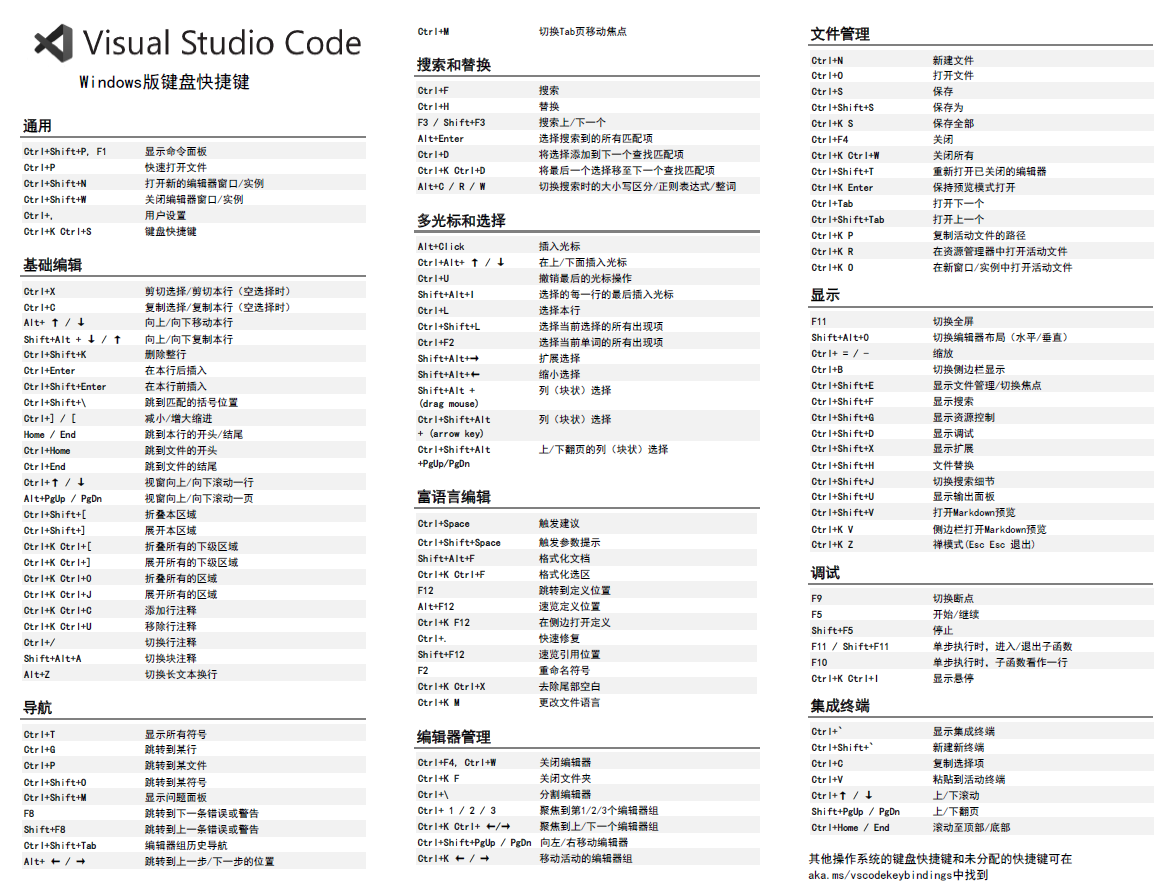 Visual Studio Code
Windows版键盘快捷键
通用
Ctrl+Shift+P, F1 显示命令面板
Ctrl+P 快速打开文件
Ctrl+Shift+N 打开新的编辑器窗口/实例
Ctrl+Shift+W 关闭编辑器窗口/实例
Ctrl+, 用户设置
Ctrl+K Ctrl+S 键盘快捷键
基础编辑
Ctrl+X 剪切选择/剪切本行（空选择时）
Ctrl+C 复制选择/复制本行（空选择时）
Alt+ ↑ / ↓ 向上/向下移动本行
Shift+Alt + ↓ / ↑ 向上/向下复制本行
Ctrl+Shift+K 删除整行
Ctrl+Enter 在本行后插入
Ctrl+Shift+Enter 在本行前插入
Ctrl+Shift+\ 跳到匹配的括号位置
Ctrl+] / [ 减小/增大缩进
Home / End 跳到本行的开头/结尾
Ctrl+Home 跳到文件的开头
Ctrl+End 跳到文件的结尾
Ctrl+↑ / ↓ 视窗向上/向下滚动一行
Alt+PgUp / PgDn 视窗向上/向下滚动一页
Ctrl+Shift+[ 折叠本区域
Ctrl+Shift+] 展开本区域
Ctrl+K Ctrl+[ 折叠所有的下级区域
Ctrl+K Ctrl+] 展开所有的下级区域
Ctrl+K Ctrl+0 折叠所有的区域
Ctrl+K Ctrl+J 展开所有的区域
Ctrl+K Ctrl+C 添加行注释
Ctrl+K Ctrl+U 移除行注释
Ctrl+/ 切换行注释
Shift+Alt+A 切换块注释
Alt+Z 切换长文本换行
导航
Ctrl+T 显示所有符号
Ctrl+G 跳转到某行
Ctrl+P 跳转到某文件
Ctrl+Shift+O 跳转到某符号
Ctrl+Shift+M 显示问题面板
F8 跳转到下一条错误或警告
Shift+F8 跳转到上一条错误或警告
Ctrl+Shift+Tab 编辑器组历史导航
Alt+ ← / → 跳转到上一步/下一步的位置
Ctrl+M 切换Tab页移动焦点
搜索和替换
Ctrl+F 搜索
Ctrl+H 替换
F3 / Shift+F3 搜索上/下一个
Alt+Enter 选择搜索到的所有匹配项
Ctrl+D 将选择添加到下一个查找匹配项
Ctrl+K Ctrl+D 将最后一个选择移至下一个查找匹配项
Alt+C / R / W 切换搜索时的大小写区分/正则表达式/整词
多光标和选择
Alt+Click 插入光标
Ctrl+Alt+ ↑ / ↓ 在上/下面插入光标
Ctrl+U 撤销最后的光标操作
Shift+Alt+I 选择的每一行的最后插入光标
Ctrl+L 选择本行
Ctrl+Shift+L 选择当前选择的所有出现项
Ctrl+F2 选择当前单词的所有出现项
Shift+Alt+→ 扩展选择
Shift+Alt+← 缩小选择
Shift+Alt + 列（块状）选择
(drag mouse)
Ctrl+Shift+Alt 列（块状）选择
+ (arrow key)
Ctrl+Shift+Alt 上/下翻页的列（块状）选择
+PgUp/PgDn
富语言编辑
Ctrl+Space 触发建议
Ctrl+Shift+Space 触发参数提示
Shift+Alt+F 格式化文档
Ctrl+K Ctrl+F 格式化选区
F12 跳转到定义位置
Alt+F12 速览定义位置
Ctrl+K F12 在侧边打开定义
Ctrl+. 快速修复
Shift+F12 速览引用位置
F2 重命名符号
Ctrl+K Ctrl+X 去除尾部空白
Ctrl+K M 更改文件语言
编辑器管理
Ctrl+F4, Ctrl+W 关闭编辑器
Ctrl+K F 关闭文件夹
Ctrl+\ 分割编辑器
Ctrl+ 1 / 2 / 3 聚焦到第1/2/3个编辑器组
Ctrl+K Ctrl+ ←/→ 聚焦到上/下一个编辑器组
Ctrl+Shift+PgUp / PgDn 向左/右移动编辑器
Ctrl+K ← / → 移动活动的编辑器组
文件管理
Ctrl+N 新建文件
Ctrl+O 打开文件
Ctrl+S 保存
Ctrl+Shift+S 保存为
Ctrl+K S 保存全部
Ctrl+F4 关闭
Ctrl+K Ctrl+W 关闭所有
Ctrl+Shift+T 重新打开已关闭的编辑器
Ctrl+K Enter 保持预览模式打开
Ctrl+Tab 打开下一个
Ctrl+Shift+Tab 打开上一个
Ctrl+K P 复制活动文件的路径
Ctrl+K R 在资源管理器中打开活动文件
Ctrl+K O 在新窗口/实例中打开活动文件
显示
F11 切换全屏
Shift+Alt+0 切换编辑器布局（水平/垂直）
Ctrl+ = / - 缩放
Ctrl+B 切换侧边栏显示
Ctrl+Shift+E 显示文件管理/切换焦点
Ctrl+Shift+F 显示搜索
Ctrl+Shift+G 显示资源控制
Ctrl+Shift+D 显示调试
Ctrl+Shift+X 显示扩展
Ctrl+Shift+H 文件替换
Ctrl+Shift+J 切换搜索细节
Ctrl+Shift+U 显示输出面板
Ctrl+Shift+V 打开Markdown预览
Ctrl+K V 侧边栏打开Markdown预览
Ctrl+K Z 禅模式(Esc Esc 退出)
调试
F9 切换断点
F5 开始/继续
Shift+F5 停止
F11 / Shift+F11 单步执行时，进入/退出子函数
F10 单步执行时，子函数看作一行
Ctrl+K Ctrl+I 显示悬停
集成终端
Ctrl+` 显示集成终端
Ctrl+Shift+` 新建新终端
Ctrl+C 复制选择项
Ctrl+V 粘贴到活动终端
Ctrl+↑ / ↓ 上/下滚动
Shift+PgUp / PgDn 上/下翻页
Ctrl+Home / End 滚动至顶部/底部
其他操作系统的键盘快捷键和未分配的快捷键可在
aka.ms/vscodekeybindings中找到